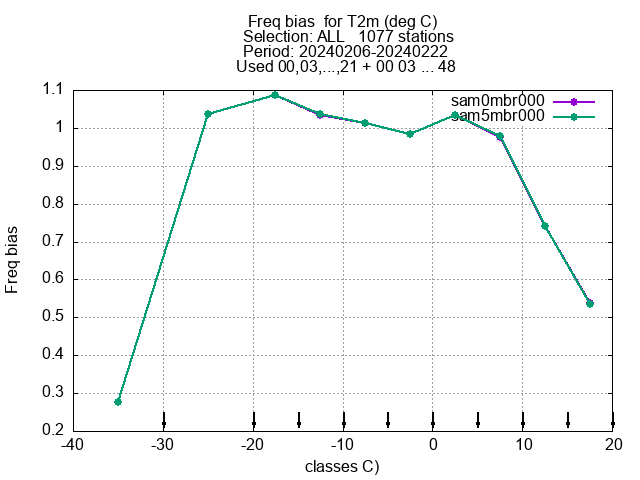 Freq bias  for T2m (deg C)
Selection: ALL   1077 stations
Period: 20240206-20240222
Used 00,03,...,21 + 00 03 ... 48
sam0mbr000
sam5mbr000
1.1
1
0.9
0.8
0.7
0.6
0.5
0.4
0.3
0.2
Freq bias
-40 -30 -20 -10 0 10 20
classes C)